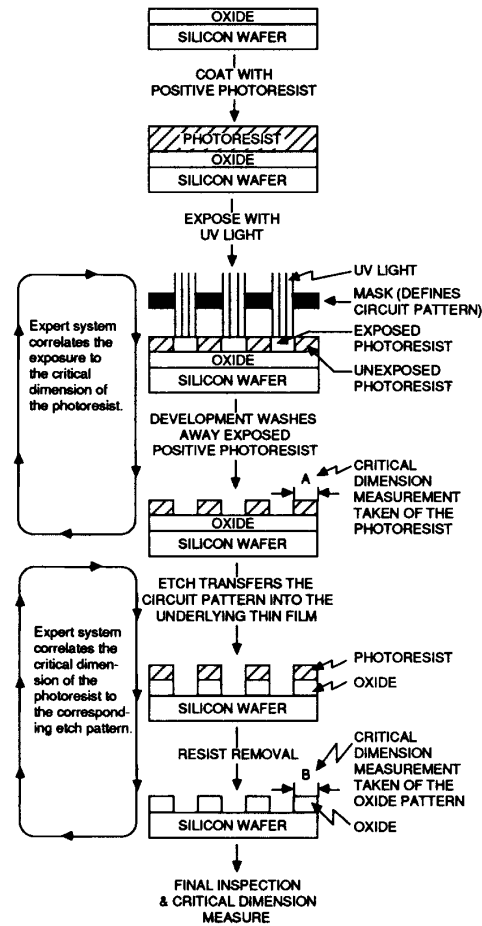 OXIDE
SILICON WAFER
COAT WITH
POSITIVE PHOTORESIST
PHOTORESIST
OXIDE
SILICON WAFER
EXPOSE WITH
UV LIGHT
UV LIGHT
MASK (DEFINES
CIRCUIT PATTERN)
EXPOSED
PHOTORESIST
UNEXPOSED
PHOTORESIST
OXIDE
SILICON WAFER
Expert system
correlates the
exposure to
the critical
dimension of
the photoresist.
DEVELOPMENT WASHES
AWAY EXPOSED
POSITIVE PHOTORESIST
A
CRITICAL
DIMENSION
MEASUREMENT
TAKEN OF THE
PHOTORESIST
OXIDE
SILICON WAFER
ETCH TRANSFERS THE
CIRCUIT PATTERN INTO THE
UNDERLYING THIN FILM
Expert system
correlates the
critical dimen-
sion of the
photoresist to
the correspond-
ing etch pattern.
PHOTORESIST
OXIDE
SILICON WAFER
RESIST REMOVAL
B
CRITICAL
DIMENSION
MEASUREMENT
TAKEN OF THE
OXIDE PATTERN
OXIDE
SILICON WAFER
FINAL INSPECTION
& CRITICAL DIMENSION
MEASURE